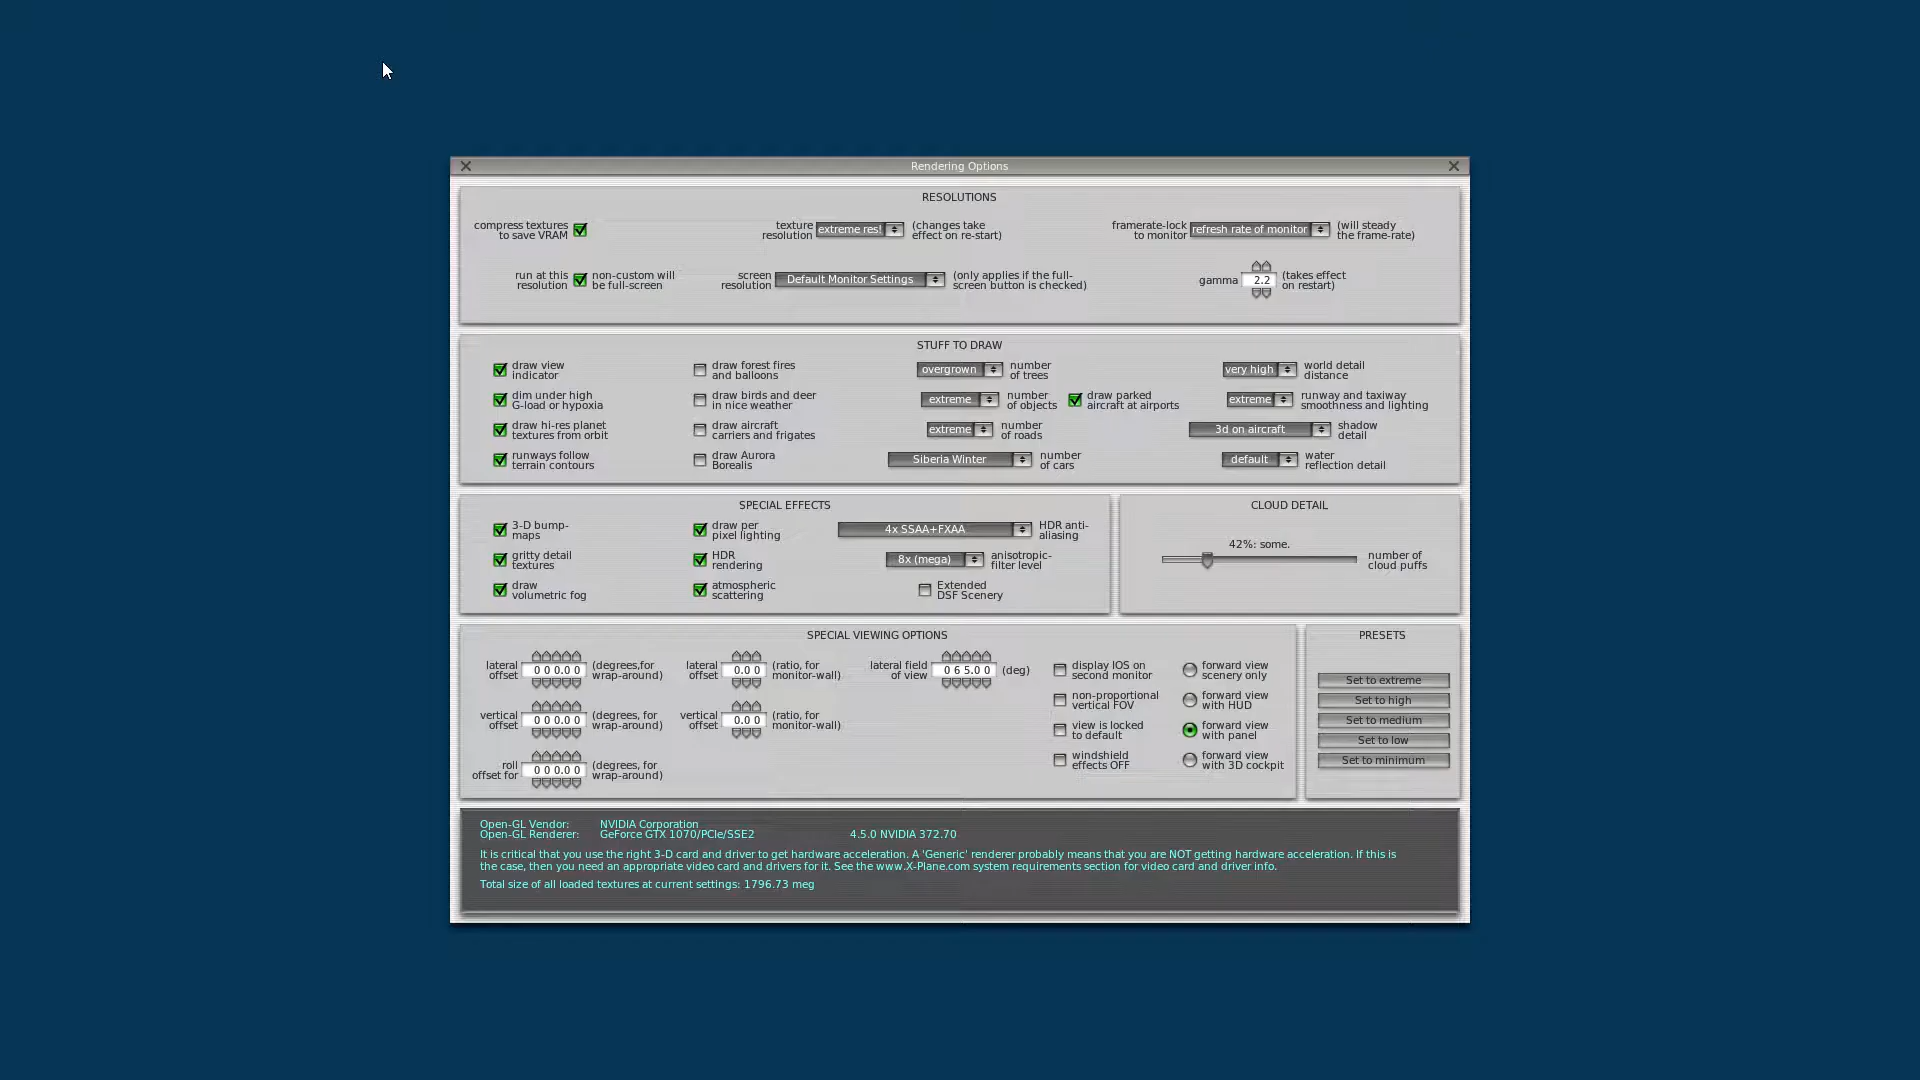 Rendering Options
RESOLUTIONS
compress textures
to save VRAM
texture
resolution
extreme res!
(changes take
effect on re-start)
framerate-lock
to monitor
refresh rate of monitor
(will steady
the frame-rate)
run at this
resolution
non-custom will
be full-screen
screen
resolution
Default Monitor Settings
(only applies if the full-
screen button is checked)
gamma
2.2
(takes effect
on restart)
STUFF TO DRAW
draw view
indicator
draw forest fires
and balloons
overgrown
number
of trees
very high
world detail
distance
dim under high
G-load or hypoxia
draw birds and deer
in nice weather
extreme
number
of objects
draw parked
aircraft at airports
extreme
runway and taxiway
smoothness and lighting
draw hi-res planet
textures from orbit
draw aircraft
carriers and frigates
extreme
number
of roads
3d on aircraft
shadow
detail
runways follow
terrain contours
draw Aurora
Borealis
Siberia Winter
number
of cars
default
water
reflection detail
SPECIAL EFFECTS
3-D bump-
maps
draw per
pixel lighting
4x SSAA+FXAA
HDR anti-
aliasing
gritty detail
textures
HDR
rendering
8x (mega)
anisotropic-
filter level
draw
volumetric fog
atmospheric
scattering
Extended
DSF Scenery
CLOUD DETAIL
42%: some.
number of
cloud puffs
SPECIAL VIEWING OPTIONS
lateral
offset
0 0 0.0 0
(degrees,for
wrap-around)
lateral
offset
0.0 0
(ratio, for
monitor-wall)
lateral field
of view
0 6 5.0 0
(deg)
display IOS on
second monitor
forward view
scenery only
non-proportional
vertical FOV
forward view
with HUD
vertical
offset
0 0 0.0 0
(degrees, for
wrap-around)
vertical
offset
0.0 0
(ratio, for
monitor-wall)
view is locked
to default
forward view
with panel
roll
offset for
0 0 0.0 0
(degrees, for
wrap-around)
windshield
effects OFF
forward view
with 3D cockpit
PRESETS
Set to extreme
Set to high
Set to medium
Set to low
Set to minimum
Open-GL Vendor: NVIDIA Corporation
Open-GL Renderer: GeForce GTX 1070/PCIe/SSE2 4.5.0 NVIDIA 372.70
It is critical that you use the right 3-D card and driver to get hardware acceleration. A 'Generic' renderer probably means that you are NOT getting hardware acceleration. If this is
the case, then you need an appropriate video card and drivers for it. See the www.X-Plane.com system requirements section for video card and driver info.
Total size of all loaded textures at current settings: 1796.73 meg